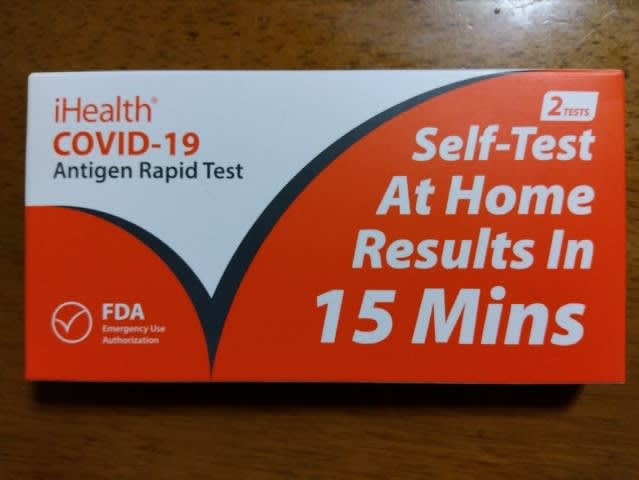 iHealth®
COVID-19
Antigen Rapid Test
FDA
Emergency Use
Authorization
2 TESTS
Self-Test
At Home
Results In
15 Mins